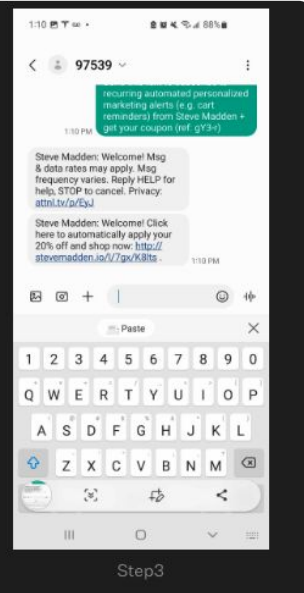 1:10
88%
97539
recurring automated personalized
marketing alerts (e.g. cart
reminders) from Steve Madden +
get your coupon (ref: gY3-r)
1:10 PM
Steve Madden: Welcome! Msg
& data rates may apply. Msg
frequency varies. Reply HELP for
help, STOP to cancel. Privacy:
attnl.tv/p/EyJ
Steve Madden: Welcome! Click
here to automatically apply your
20% off and shop now: http://
stevemadden.io/l/7gx/K8lts .
1:10 PM
Paste
1 2 3 4 5 6 7 8 9 0
Q W E R T Y U I O P
A S D F G H J K L
Z X C V B N M
Step3